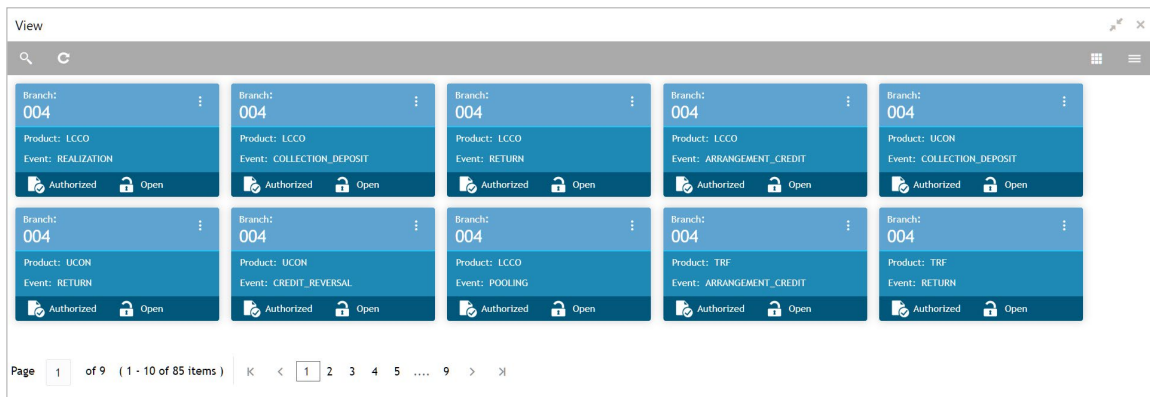 View
Branch:
004
Product: LCCO
Event: REALIZATION
Authorized Open
Branch:
004
Product: LCCO
Event: COLLECTION_DEPOSIT
Authorized Open
Branch:
004
Product: LCCO
Event: RETURN
Authorized Open
Branch:
004
Product: LCCO
Event: ARRANGEMENT_CREDIT
Authorized Open
Branch:
004
Product: UCON
Event: COLLECTION_DEPOSIT
Authorized Open
Branch:
004
Product: UCON
Event: RETURN
Authorized Open
Branch:
004
Product: UCON
Event: CREDIT_REVERSAL
Authorized Open
Branch:
004
Product: LCCO
Event: POOLING
Authorized Open
Branch:
004
Product: TRF
Event: ARRANGEMENT_CREDIT
Authorized Open
Branch:
004
Product: TRF
Event: RETURN
Authorized Open
Page 1 of 9 ( 1 - 10 of 85 items ) 1 2 3 4 5 .... 9